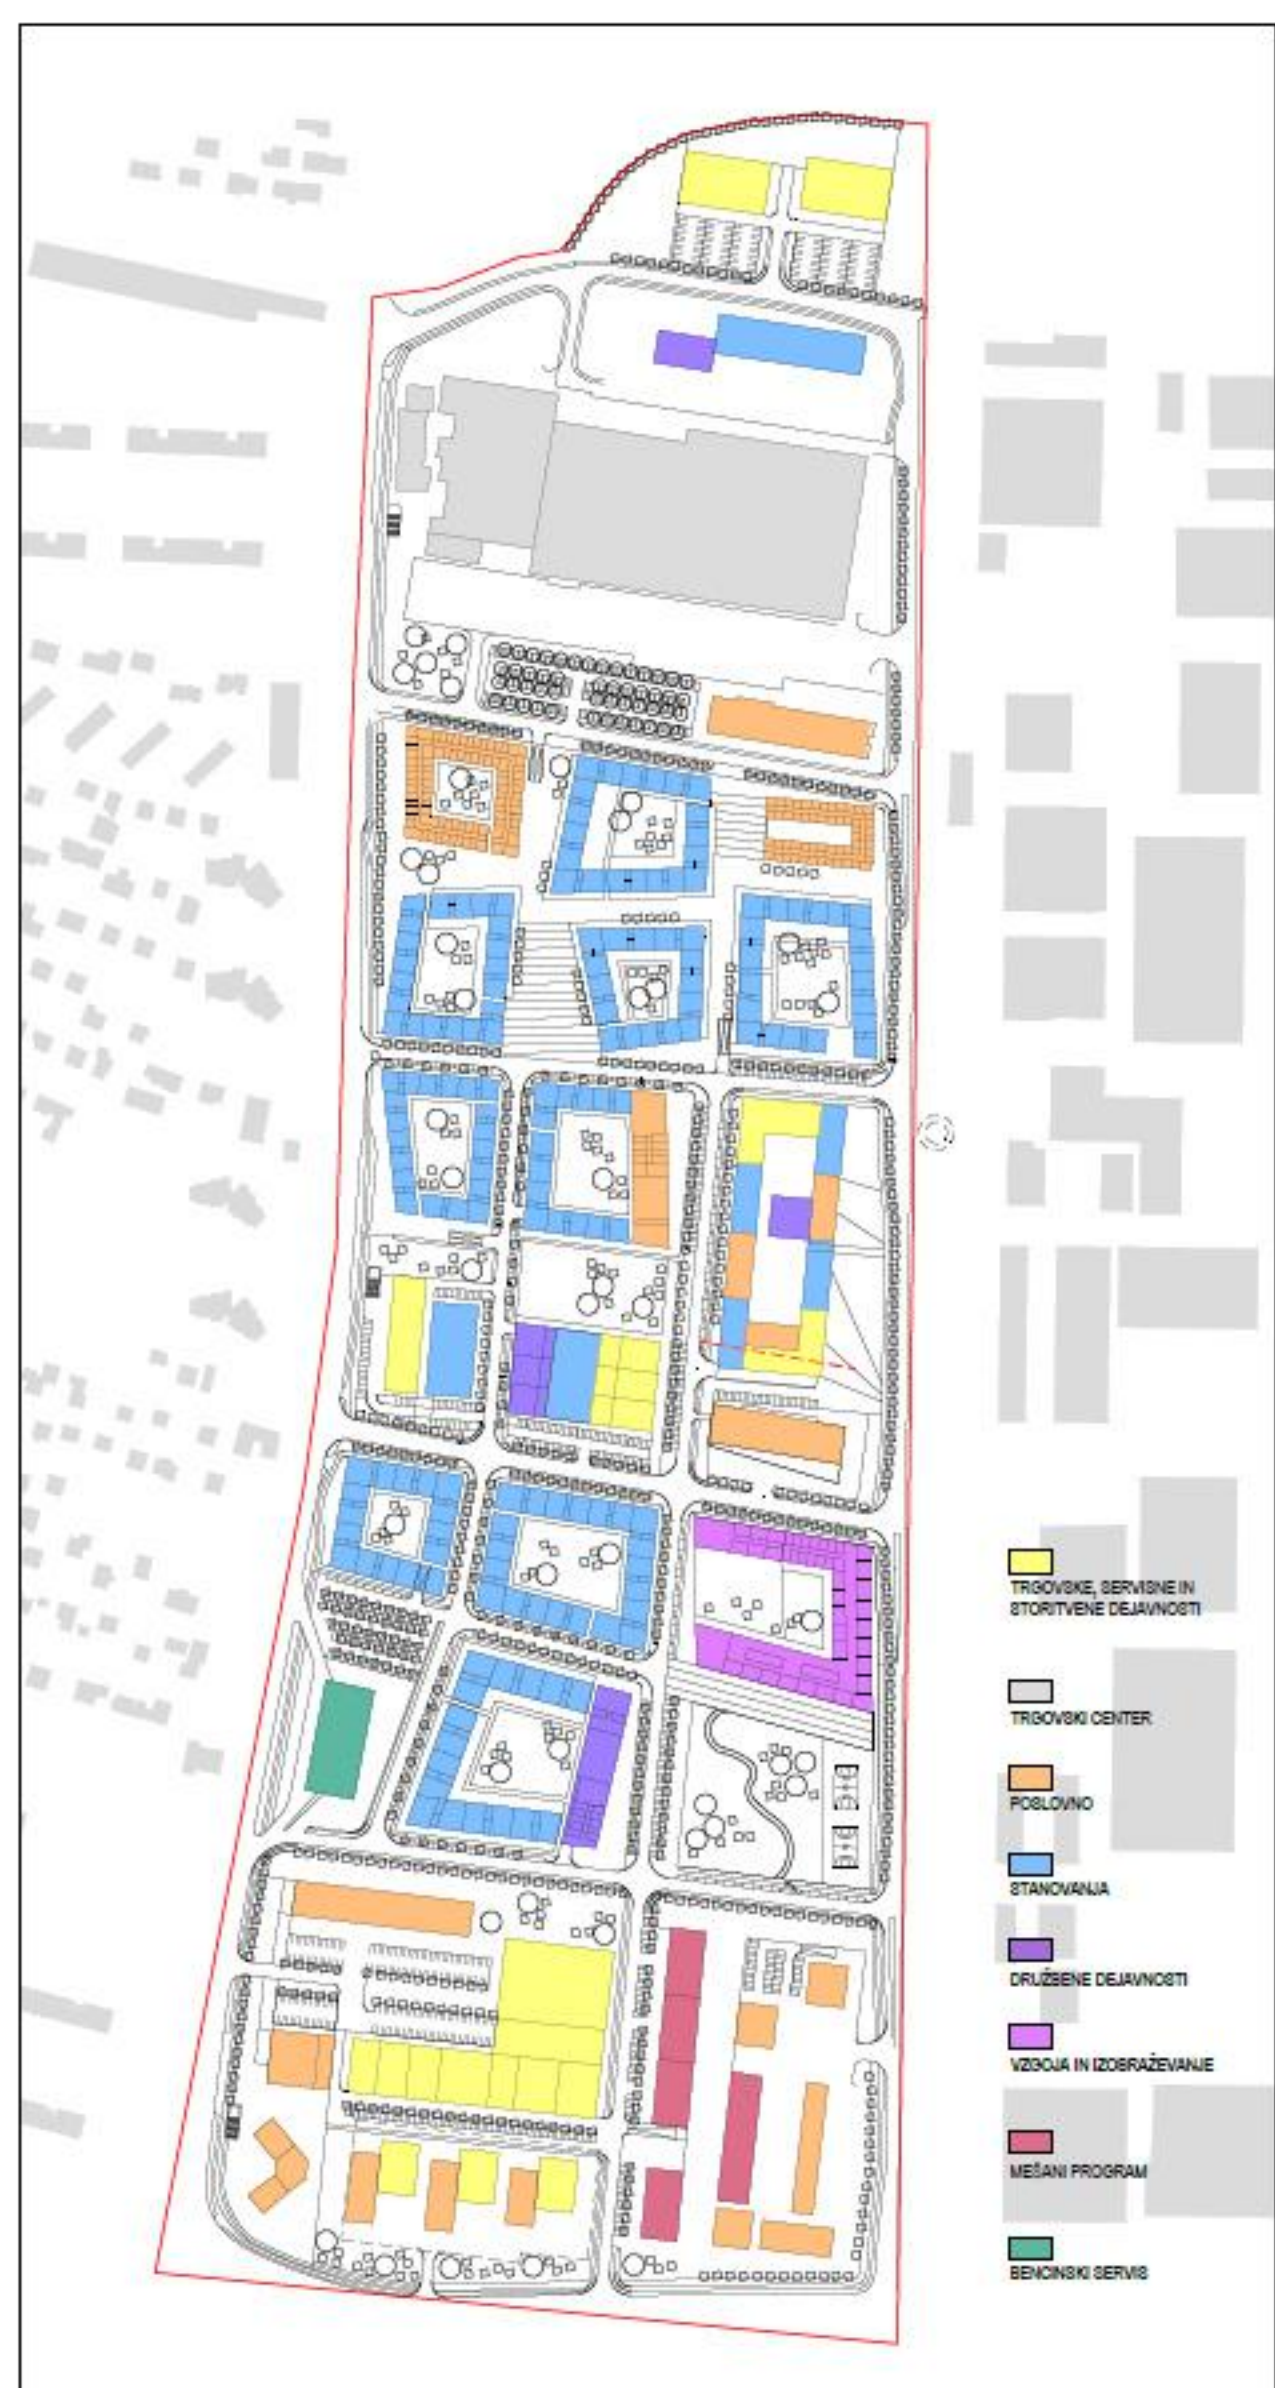 TRGOVSKE, SERVISNE IN
STORITVENE DEJAVNOSTI
TRGOVSKI CENTER
POSLOVNO
STANOVANJA
DRUŽBENE DEJAVNOSTI
VZGOJA IN IZOBRAŽEVANJE
MEŠANI PROGRAM
BENCINSKI SERVIS